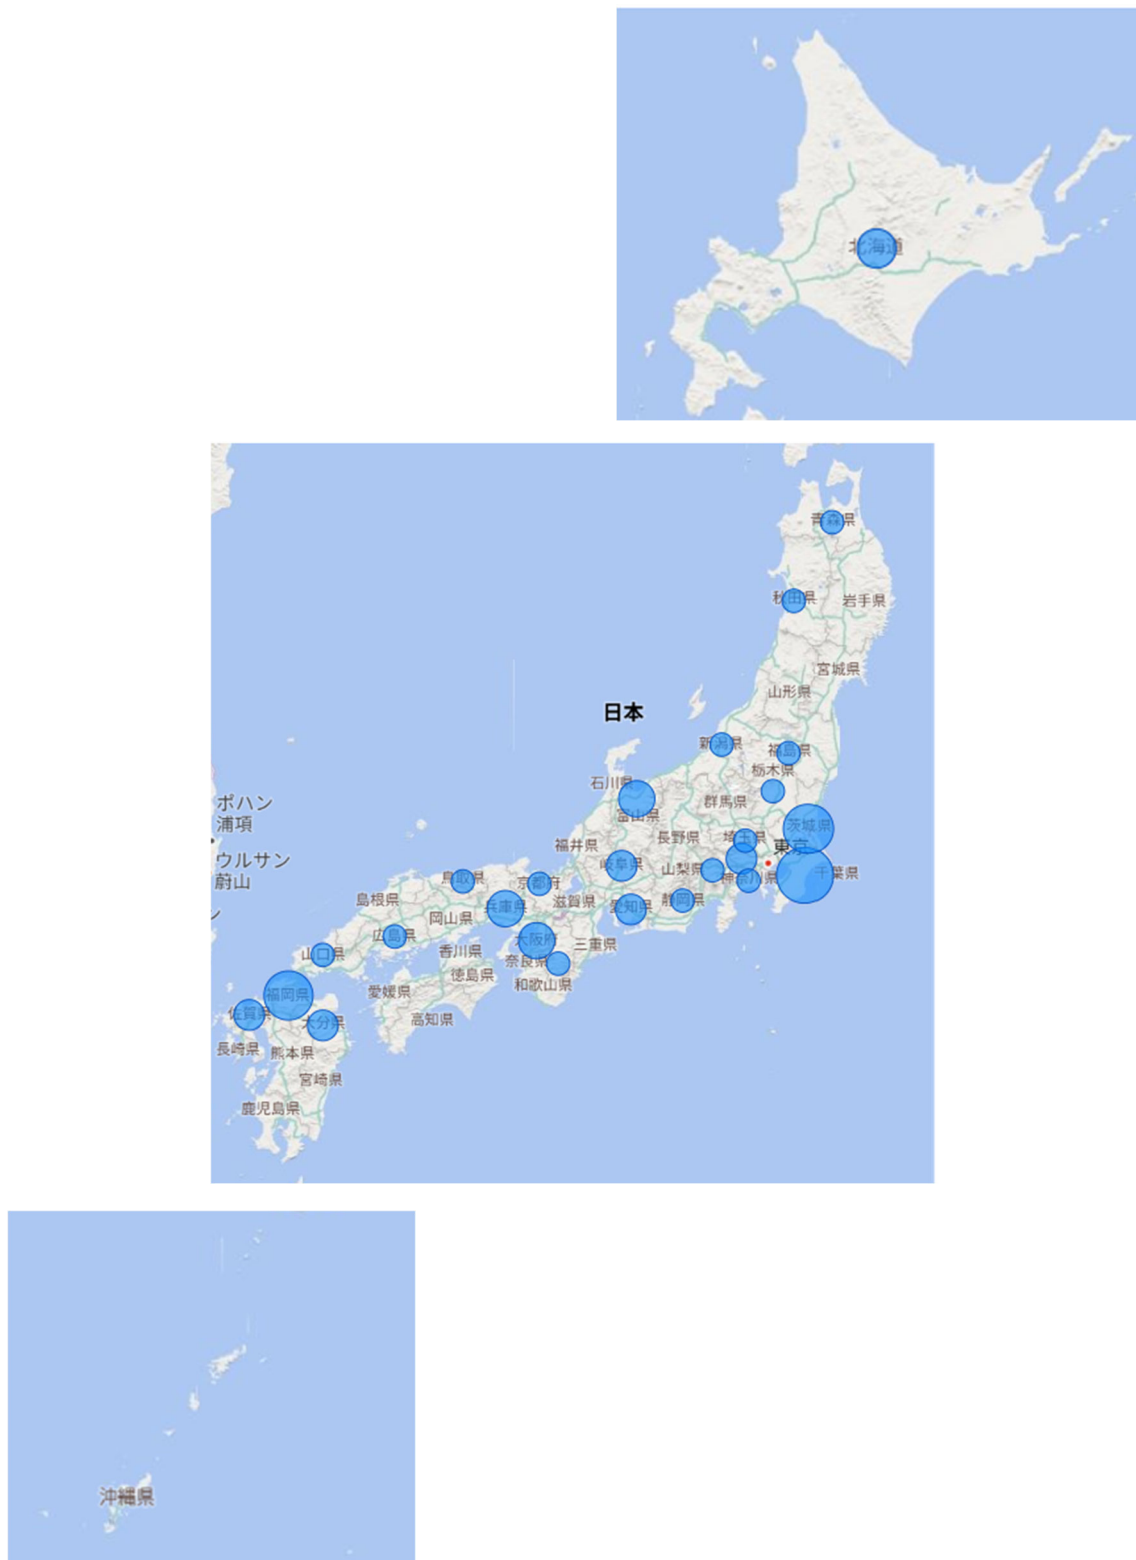 北海道
青森県
秋田県
岩手県
宮城県
山形県
日本
新潟県
福島県
栃木県
石川県
富山県
群馬県
茨城県
ポハン
浦項
長野県
埼玉県
東京
福井県
岐阜県
山梨県
神奈川県
千葉県
ウルサン
蔚山
鳥取県
京都府
島根県
兵庫県
滋賀県
愛知県
静岡県
岡山県
広島県
大阪府
三重県
山口県
香川県
奈良県
徳島県
和歌山県
愛媛県
福岡県
高知県
佐賀県
大分県
長崎県
熊本県
宮崎県
鹿児島県
沖縄県